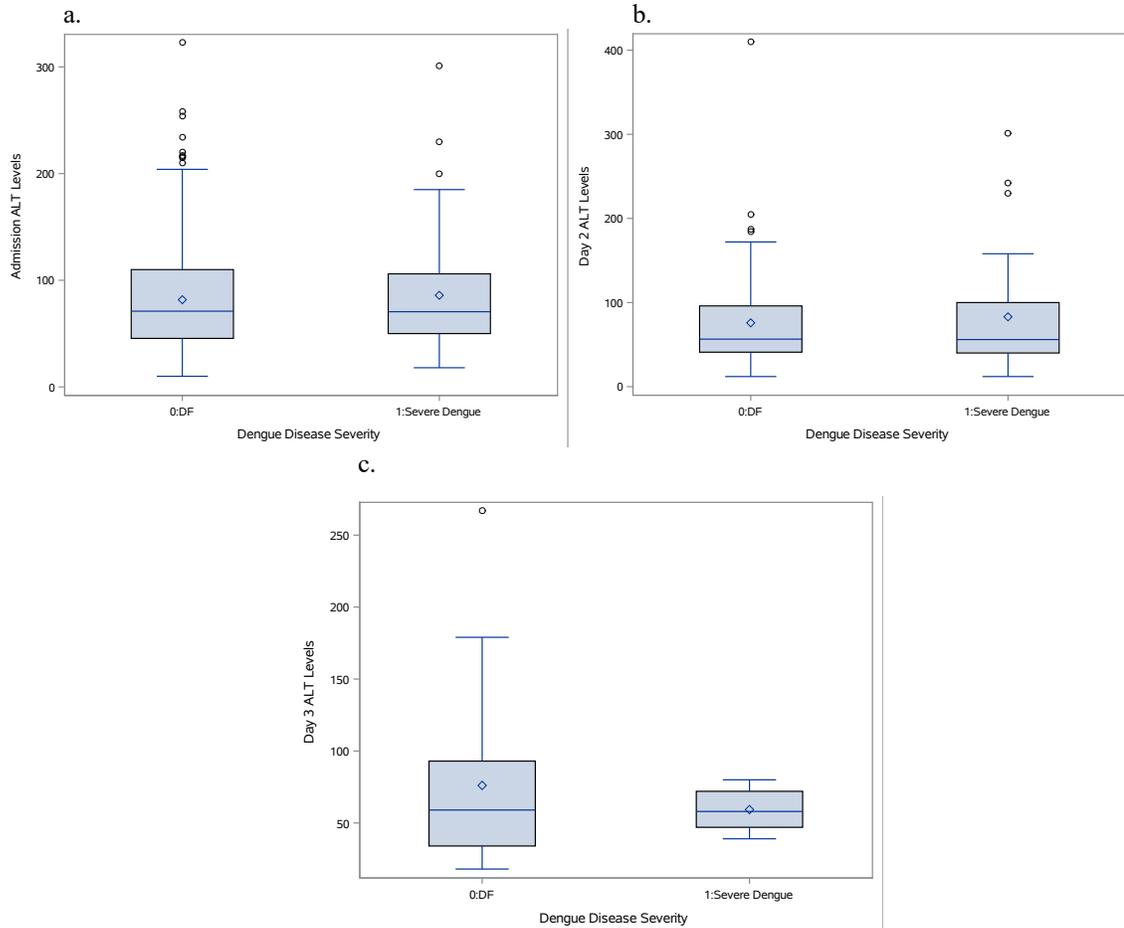 a.
Admission ALT Levels
300
200
100
0
0:DF
1:Severe Dengue
Dengue Disease Severity
b.
Day 2 ALT Levels
400
300
200
100
0
0:DF
1:Severe Dengue
Dengue Disease Severity
c.
Day 3 ALT Levels
250
200
150
100
50
0:DF
1:Severe Dengue
Dengue Disease Severity